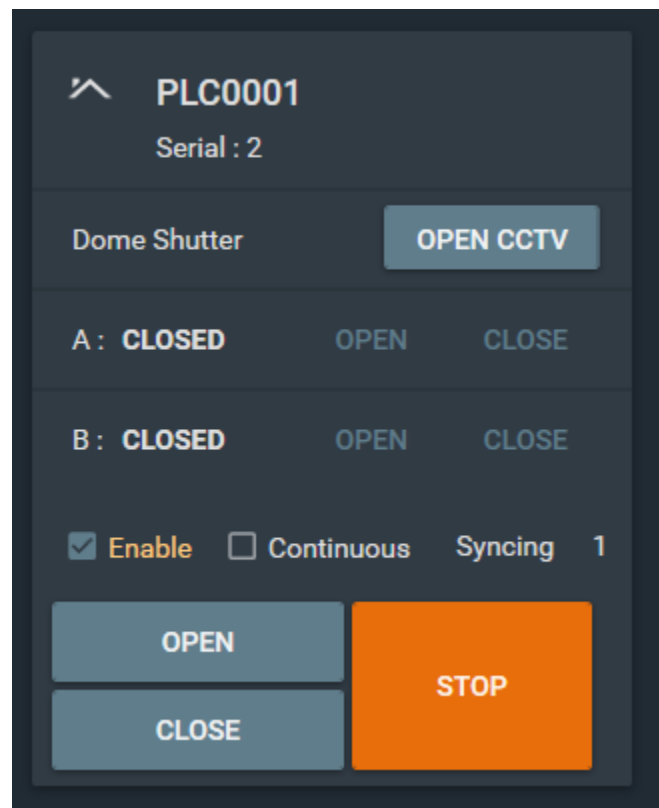 PLC0001
Serial : 2
Dome Shutter OPEN CCTV
A : CLOSED OPEN CLOSE
B : CLOSED OPEN CLOSE
Enable Continuous Syncing 1
OPEN
STOP
CLOSE